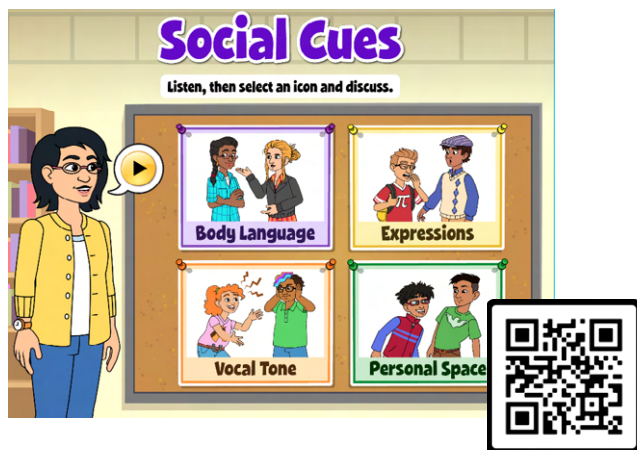 Social Cues
Listen, then select an icon and discuss.
Body Language
Expressions
π
Vocal Tone
Personal Space